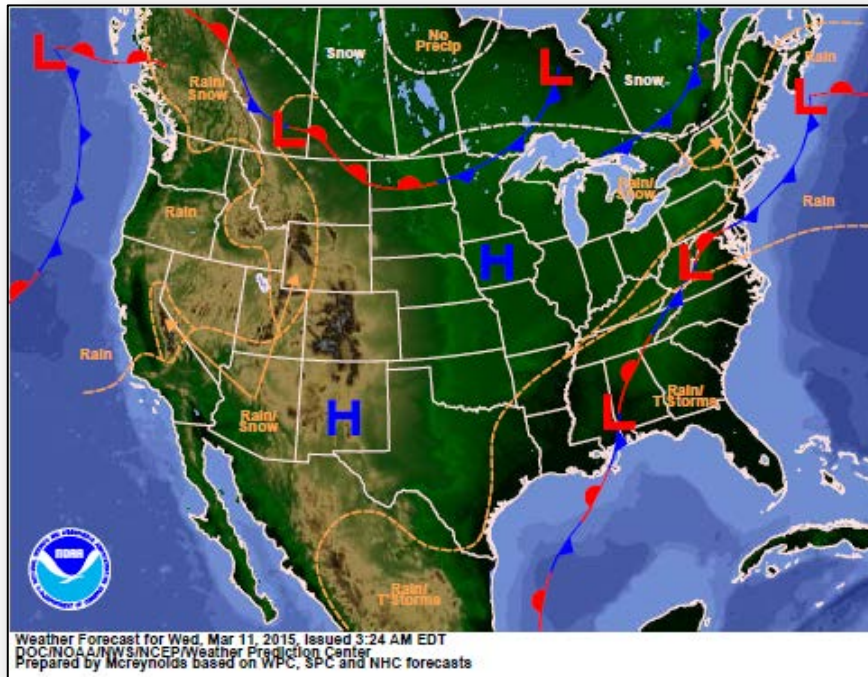 No
Precip
Snow
Rain
Rain/
Snow
Snow
Rain/
Snow
Rain
Rain
Rain
Rain/
Snow
Rain/
T'Storms
Rain/
T'Storms
L
L
L
L
L
L
H
H
NOAA
Weather Forecast for Wed, Mar 11, 2015, issued 3:24 AM EDT
DOC/NOAA/NWS/NCEP/Weather Prediction Center
Prepared by Mcreynolds based on WPC, SPC and NHC forecasts